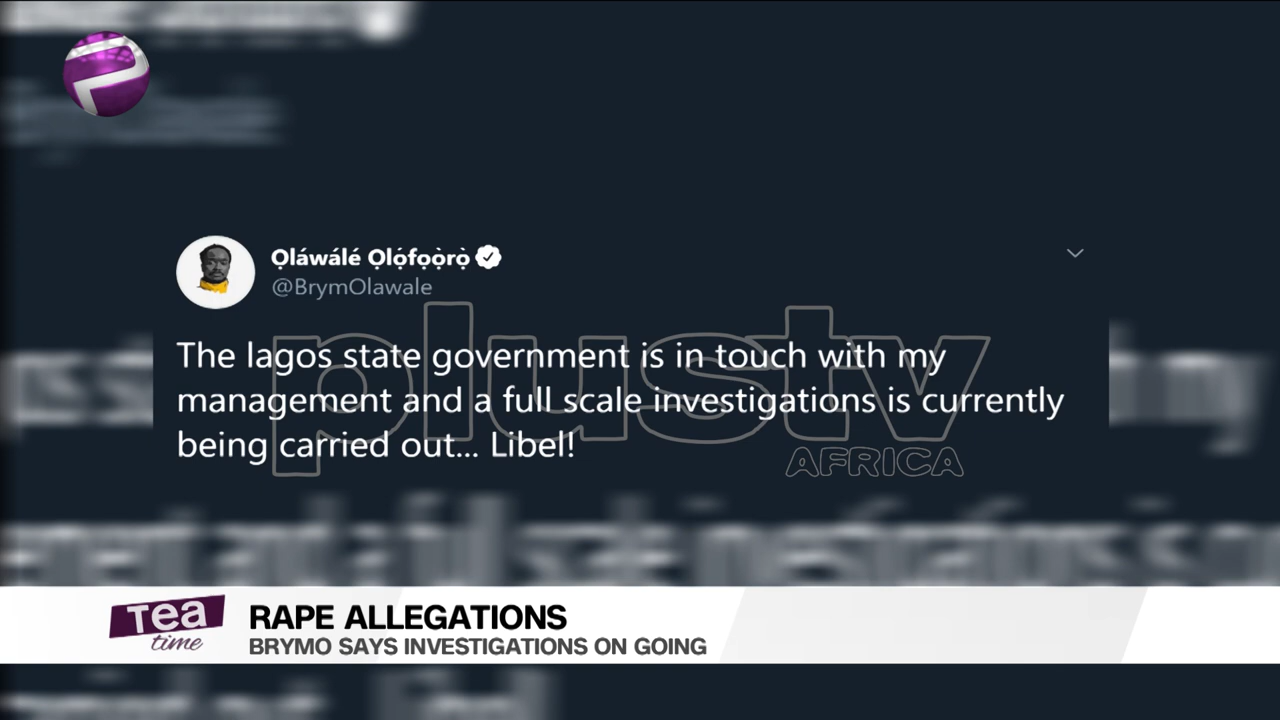 Ọláwálé Ọlọ́fọ̀ọ̀rọ̀
@BrymOlawale
The lagos state government is in touch with my
management and a full scale investigations is currently
being carried out... Libel!
plustv
AFRICA
Tea
time
RAPE ALLEGATIONS
BRYMO SAYS INVESTIGATIONS ON GOING